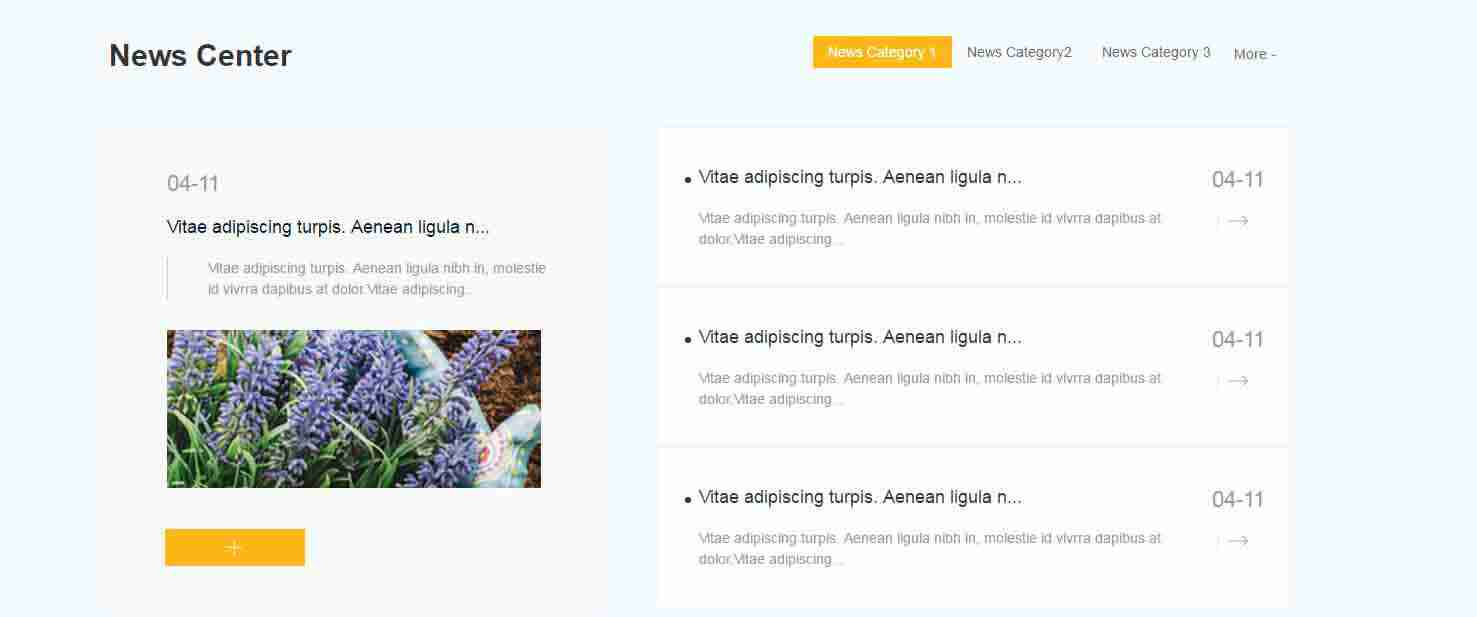 News Center
News Category 1
News Category2
News Category 3
More -
04-11
Vitae adipiscing turpis. Aenean ligula n...
Vitae adipiscing turpis. Aenean ligula nibh in, molestie
id vivrra dapibus at dolor.Vitae adipiscing...
Vitae adipiscing turpis. Aenean ligula n...
04-11
Vitae adipiscing turpis. Aenean ligula nibh in, molestie id vivrra dapibus at
dolor.Vitae adipiscing...
Vitae adipiscing turpis. Aenean ligula n...
04-11
Vitae adipiscing turpis. Aenean ligula nibh in, molestie id vivrra dapibus at
dolor.Vitae adipiscing...
Vitae adipiscing turpis. Aenean ligula n...
04-11
Vitae adipiscing turpis. Aenean ligula nibh in, molestie id vivrra dapibus at
dolor.Vitae adipiscing...